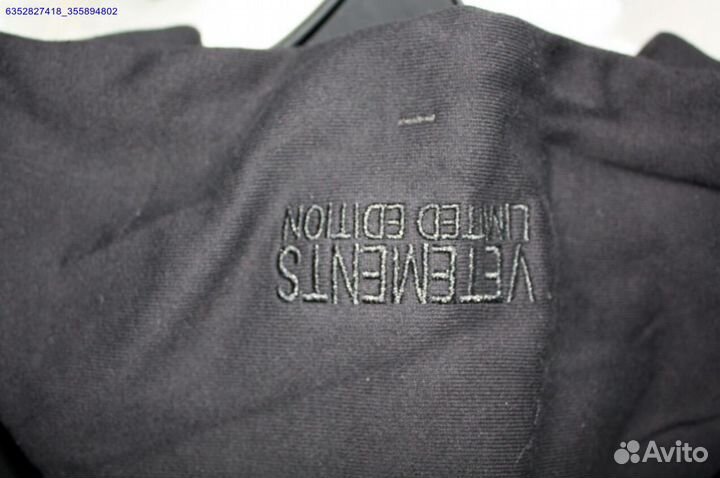 6352827418_355894802
VETEMENTS
LIMITED EDITION
Avito